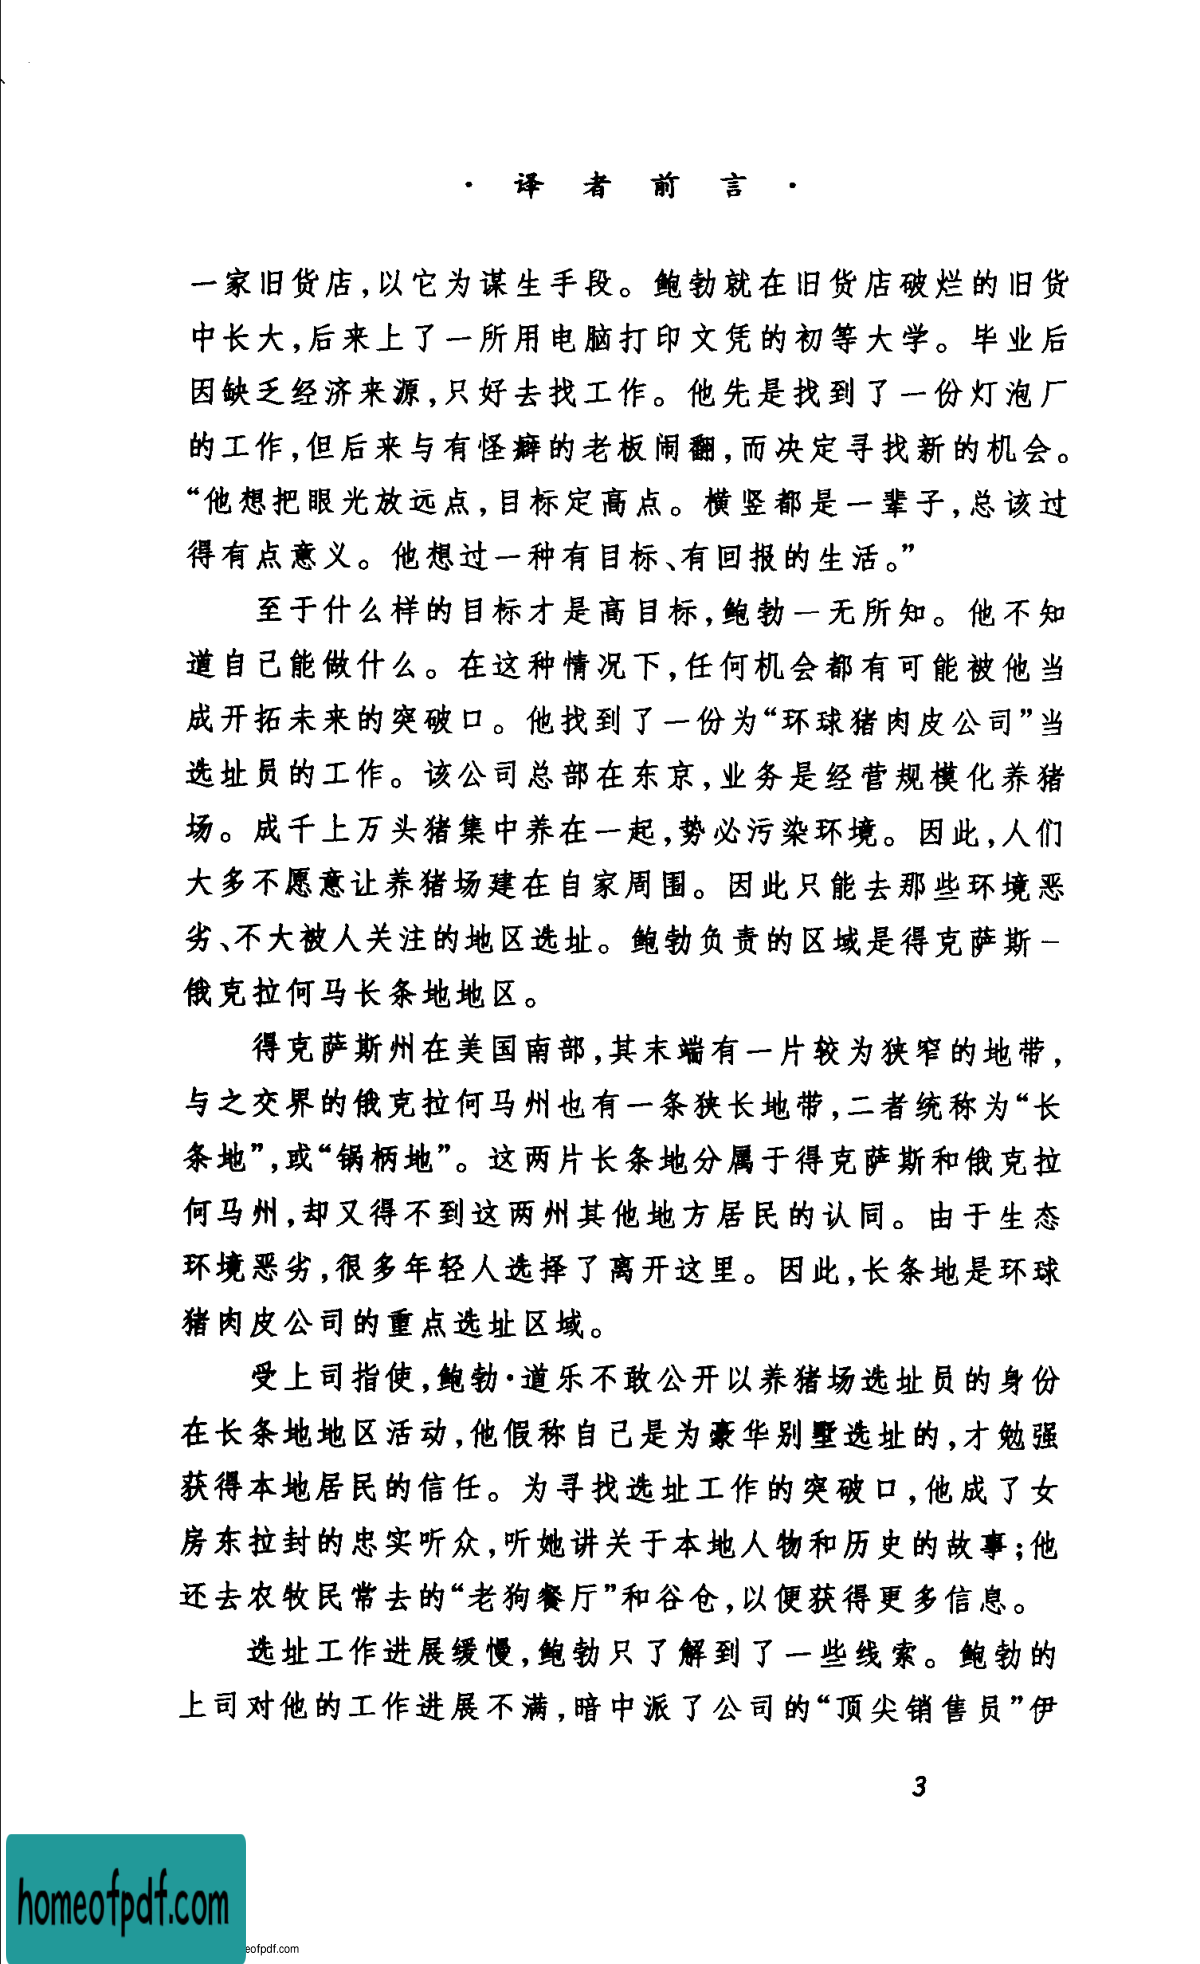 · 译 者 前 言 ·
一家旧货店,以它为谋生手段。鲍勃就在旧货店破烂的旧货
中长大,后来上了一所用电脑打印文凭的初等大学。毕业后
因缺乏经济来源,只好去找工作。他先是找到了一份灯泡厂
的工作,但后来与有怪癖的老板闹翻,而决定寻找新的机会。
“他想把眼光放远点,目标定高点。横竖都是一辈子,总该过
得有点意义。他想过一种有目标、有回报的生活。”
至于什么样的目标才是高目标,鲍勃一无所知。他不知
道自己能做什么。在这种情况下,任何机会都有可能被他当
成开拓未来的突破口。他找到了一份为“环球猪肉皮公司”当
选址员的工作。该公司总部在东京,业务是经营规模化养猪
场。成千上万头猪集中养在一起,势必污染环境。因此,人们
大多不愿意让养猪场建在自家周围。因此只能去那些环境恶
劣、不大被人关注的地区选址。鲍勃负责的区域是得克萨斯－
俄克拉何马长条地地区。
得克萨斯州在美国南部,其末端有一片较为狭窄的地带,
与之交界的俄克拉何马州也有一条狭长地带,二者统称为“长
条地”,或“锅柄地”。这两片长条地分属于得克萨斯和俄克拉
何马州,却又得不到这两州其他地方居民的认同。由于生态
环境恶劣,很多年轻人选择了离开这里。因此,长条地是环球
猪肉皮公司的重点选址区域。
受上司指使,鲍勃·道乐不敢公开以养猪场选址员的身份
在长条地地区活动,他假称自己是为豪华别墅选址的,才勉强
获得本地居民的信任。为寻找选址工作的突破口,他成了女
房东拉封的忠实听众,听她讲关于本地人物和历史的故事;他
还去农牧民常去的“老狗餐厅”和谷仓,以便获得更多信息。
选址工作进展缓慢,鲍勃只了解到了一些线索。鲍勃的
上司对他的工作进展不满,暗中派了公司的“顶尖销售员”伊
3
homeofpdf.com
eofpdf.com